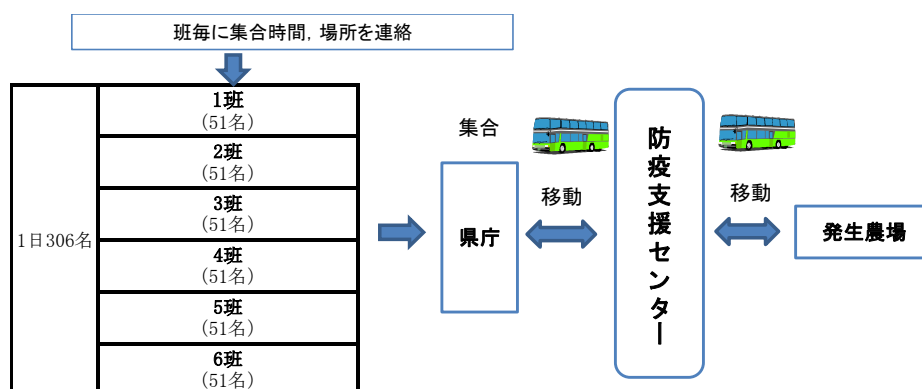 班毎に集合時間，場所を連絡
1日306名
1班
(51名)
2班
(51名)
3班
(51名)
4班
(51名)
5班
(51名)
6班
(51名)
集合
県庁
移動
防疫支援センター
移動
発生農場